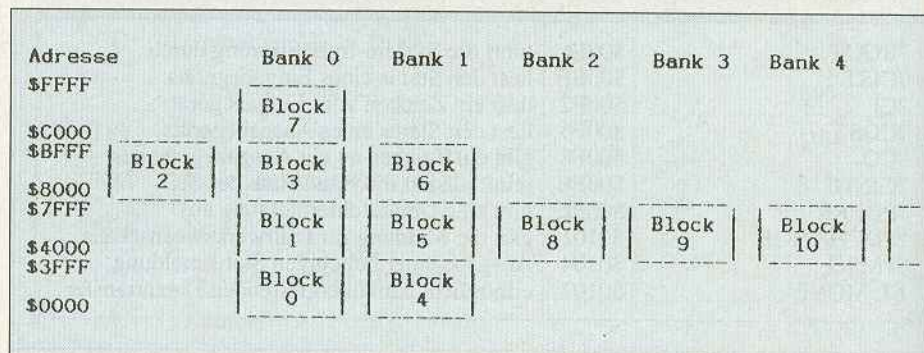 Adresse Bank 0 Bank 1 Bank 2 Bank 3 Bank 4
$FFFF
Block
7
$C000
$BFFF
Block Block Block
2 3 6
$8000
$7FFF
Block Block Block Block Block
1 5 8 9 10
$4000
$3FFF
Block Block
0 4
$0000